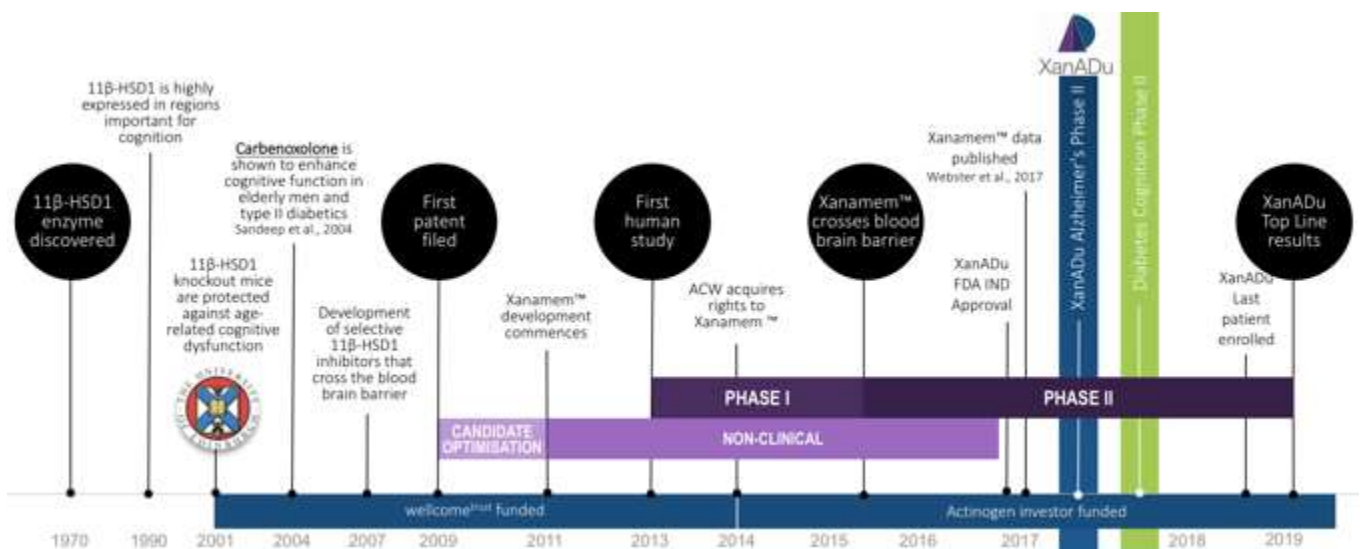 XanADu
11β-HSD1 is highly
expressed in regions
important for
cognition
Carbenoxolone is
shown to enhance
cognitive function in
elderly men and
type II diabetics
Sandeep et al., 2004
Xanamem™ data
published
Webster et al., 2017
XanADu Alzheimer's Phase II
Diabetes Cognition Phase II
11β-HSD1
enzyme
discovered
First
patent
filed
First
human
study
Xanamem™
crosses blood
brain barrier
XanADu
Top Line
results
11β-HSD1
knockout mice
are protected
against age-
related cognitive
dysfunction
THE UNIVERSITY
OF EDINBURGH
Development
of selective
11β-HSD1
inhibitors that
cross the blood
brain barrier
Xanamem™
development
commences
ACW acquires
rights to
Xanamem ™
XanADu
FDA IND
Approval
XanADu
Last
patient
enrolled
PHASE I
PHASE II
CANDIDATE
OPTIMISATION
NON-CLINICAL
wellcome trust funded
Actinogen investor funded
1970 1990 2001 2004 2007 2009 2011 2013 2014 2015 2016 2017 2018 2019